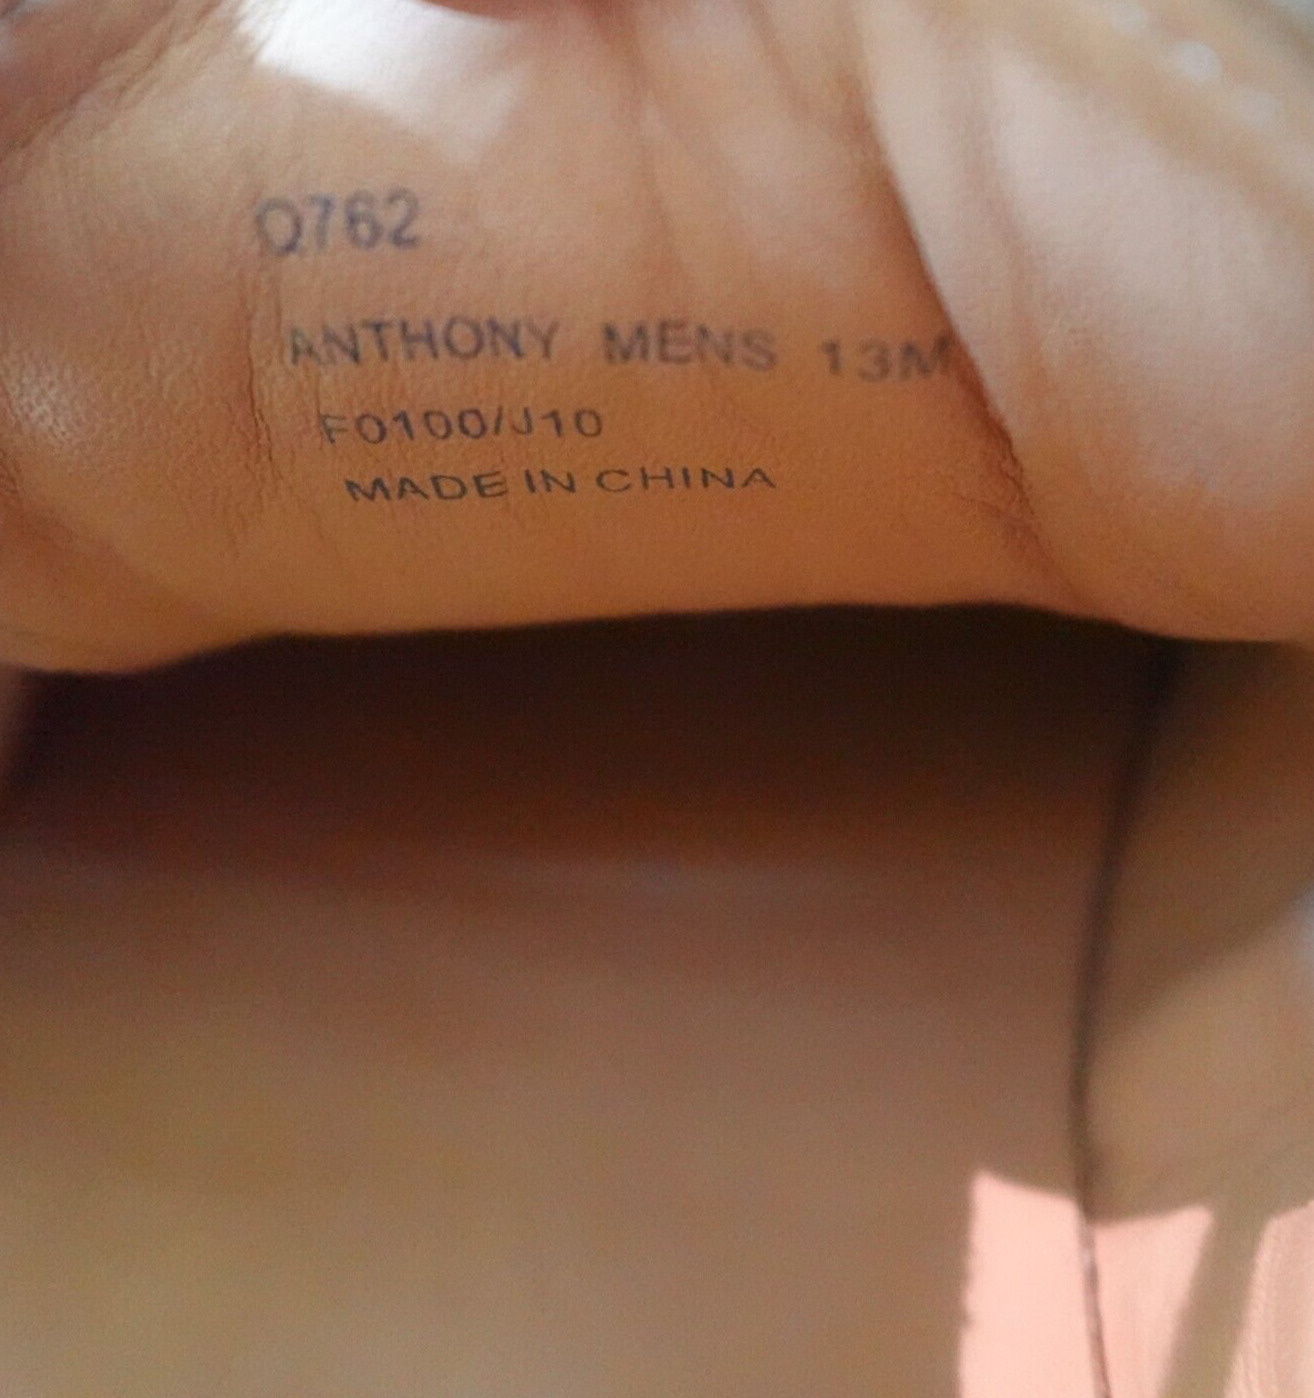 Q762
ANTHONY MENS 13M
F0100/J10
MADE IN CHINA